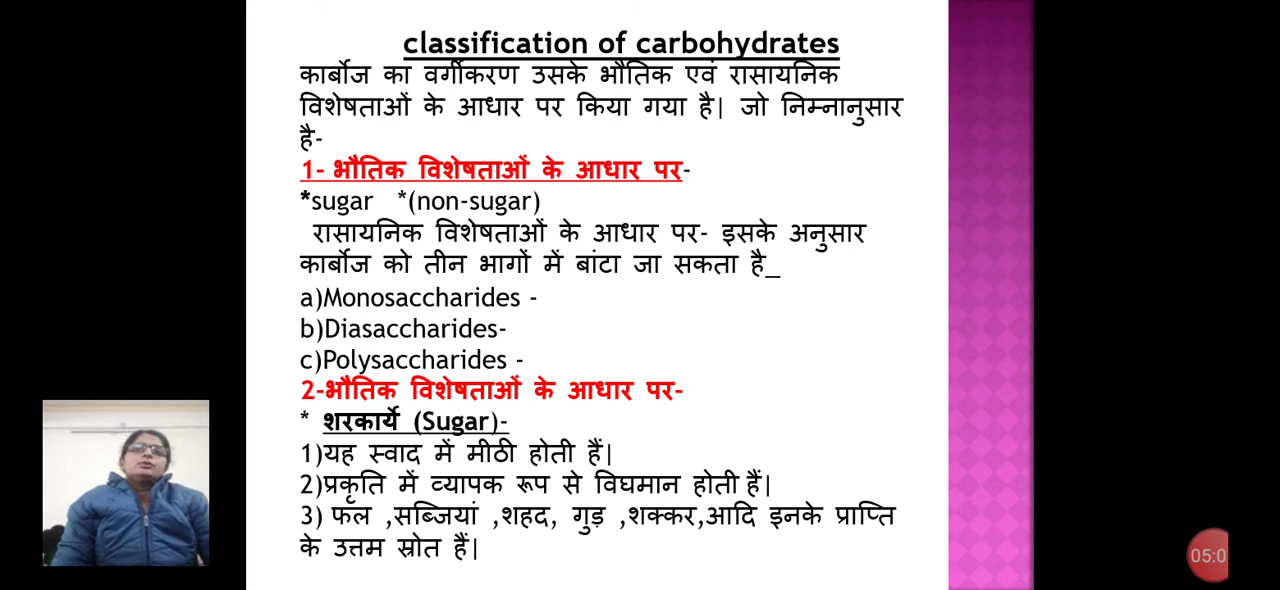 classification of carbohydrates
कार्बोज का वर्गीकरण उसके भौतिक एवं रासायनिक
विशेषताओं के आधार पर किया गया है| जो निम्नानुसार
है-
1- भौतिक विशेषताओं के आधार पर-
*sugar *(non-sugar)
रासायनिक विशेषताओं के आधार पर- इसके अनुसार
कार्बोज को तीन भागों में बांटा जा सकता है_
a)Monosaccharides -
b)Diasaccharides-
c)Polysaccharides -
2-भौतिक विशेषताओं के आधार पर-
* शरकार्ये (Sugar)-
1)यह स्वाद में मीठी होती हैं|
2)प्रकृति में व्यापक रूप से विघमान होती हैं|
3) फल ,सब्जियां ,शहद, गुड़ ,शक्कर,आदि इनके प्राप्ति
के उत्तम स्रोत हैं|
05:0